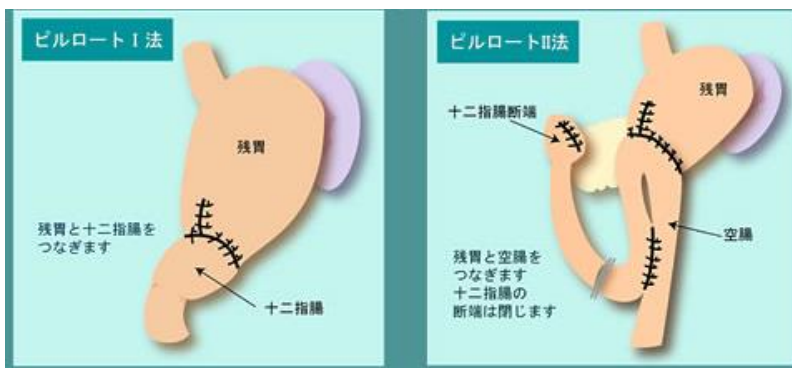 ビルロートⅠ法
残胃
残胃と十二指腸を
つなぎます
十二指腸
ビルロートⅡ法
残胃
十二指腸断端
空腸
残胃と空腸を
つなぎます
十二指腸の
断端は閉じます